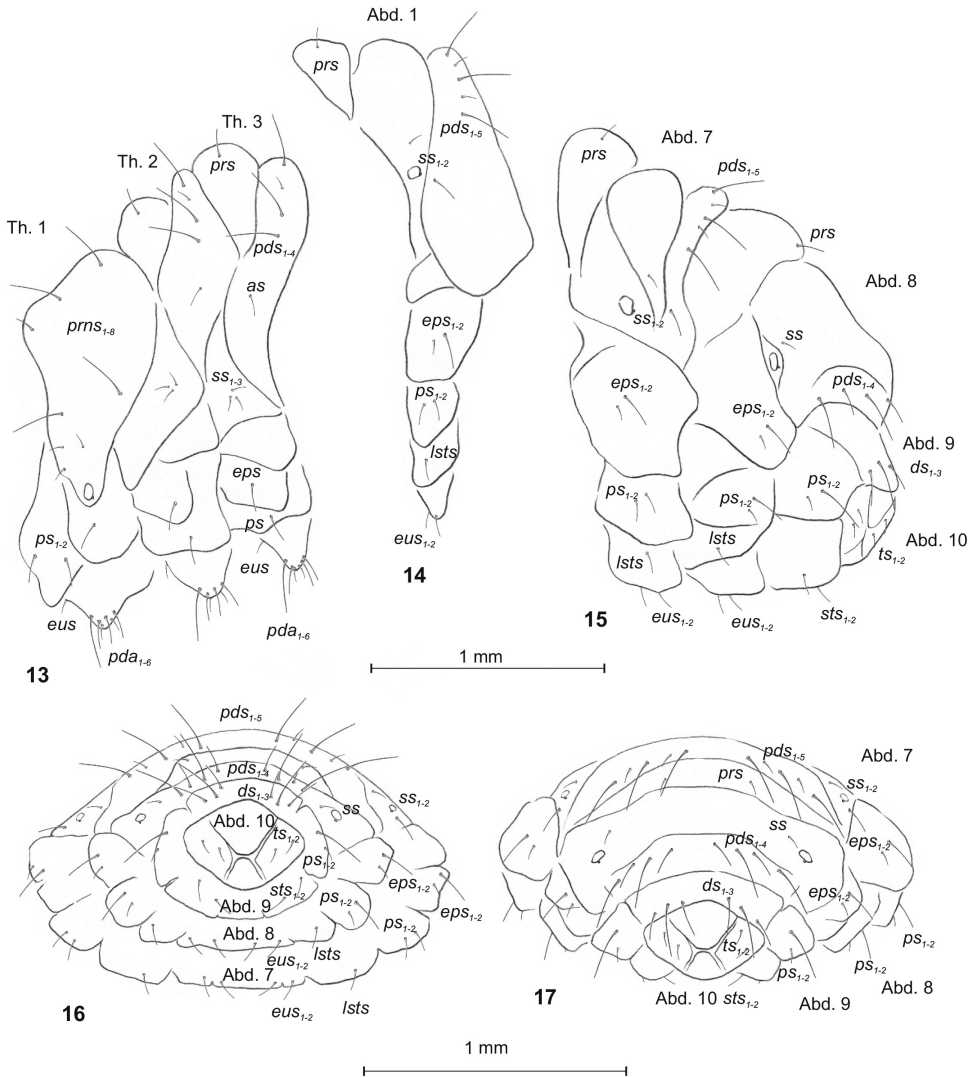 Abd. 1
prs
pds1-5
ss1-2
eps1-2
ps1-2
lsts
eus1-2
14
Th. 1
Th. 2
Th. 3
prs
pds1-4
as
prns1-8
ss1-3
eps
ps
ps1-2
eus
eus
pda1-6
pda1-6
13
prs
Abd. 7
pds1-5
prs
Abd. 8
ss1-2
ss
eps1-2
eps1-2
pds1-4
Abd. 9
ds1-3
ps1-2
ps1-2
ps1-2
Abd. 10
ts1-2
lsts
lsts
eus1-2
eus1-2
sts1-2
15
1 mm
pds1-5
pds1-4
ds1-3
ss
ss1-2
Abd. 10
ts1-2
ps1-2
eps1-2
eps1-2
sts1-2
ps1-2
ps1-2
Abd. 9
Abd. 8
lsts
eus1-2
Abd. 7
eus1-2
lsts
16
pds1-5
Abd. 7
prs
ss1-2
ss
pds1-4
eps1-2
ds1-3
eps1-2
ts1-2
ps1-2
ps1-2
ps1-2
Abd. 8
Abd. 10
sts1-2
Abd. 9
17
1 mm